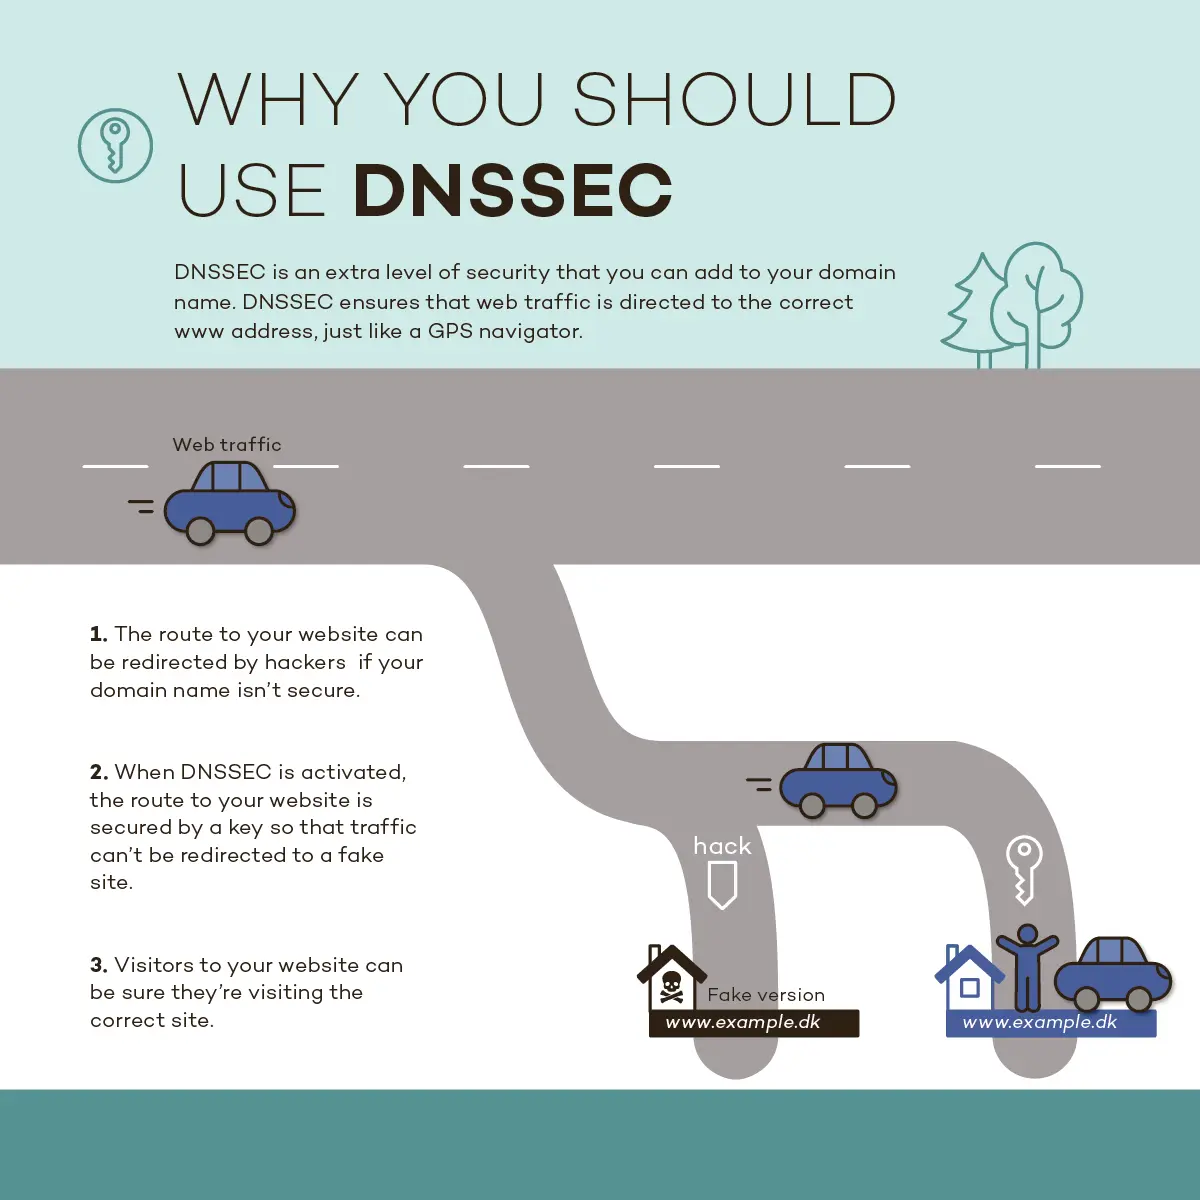 WHY YOU SHOULD
USE DNSSEC
DNSSEC is an extra level of security that you can add to your domain
name. DNSSEC ensures that web traffic is directed to the correct
www address, just like a GPS navigator.
Web traffic
1. The route to your website can
be redirected by hackers  if your
domain name isn't secure.
2. When DNSSEC is activated,
the route to your website is
secured by a key so that traffic
can't be redirected to a fake
site.
3. Visitors to your website can
be sure they're visiting the
correct site.
hack
Fake version
www.example.dk
www.example.dk